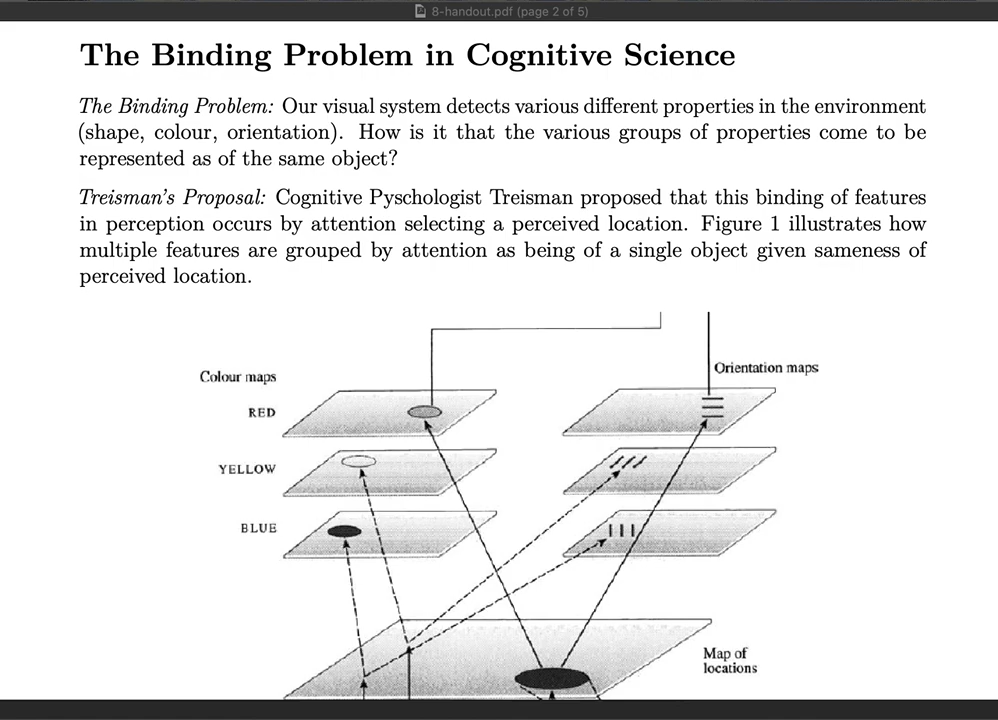 8-handout.pdf (page 2 of 5)
The Binding Problem in Cognitive Science
The Binding Problem: Our visual system detects various different properties in the environment
(shape, colour, orientation). How is it that the various groups of properties come to be
represented as of the same object?
Treisman's Proposal: Cognitive Pyschologist Treisman proposed that this binding of features
in perception occurs by attention selecting a perceived location. Figure 1 illustrates how
multiple features are grouped by attention as being of a single object given sameness of
perceived location.
Orientation maps
Colour maps
RED
YELLOW
BLUE
Map of
locations